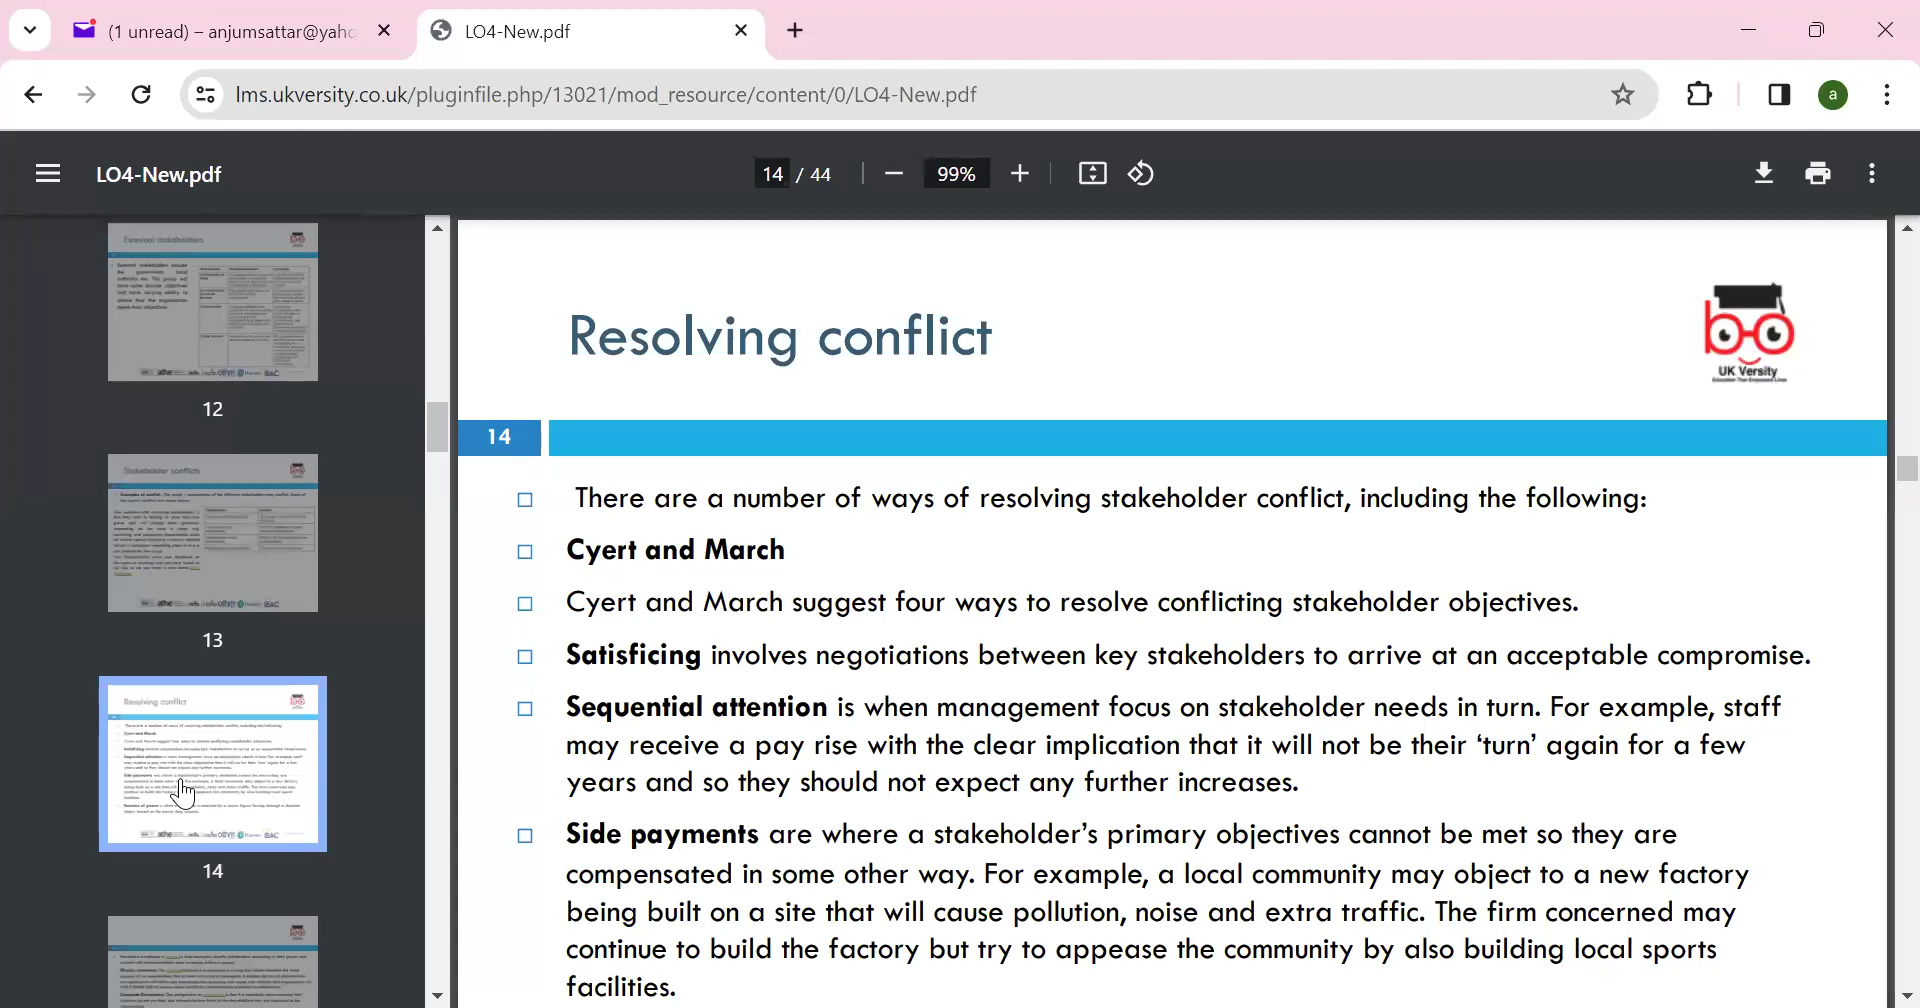 (1 unread) – anjumsattar@yaho
LO4-New.pdf
lms.ukversity.co.uk/pluginfile.php/13021/mod_resource/content/0/LO4-New.pdf
a
LO4-New.pdf
14 / 44
99%
External stakeholders
12
Stakeholder conflicts
13
Resolving conflict
14
Resolving conflict
UK Versity
14
There are a number of ways of resolving stakeholder conflict, including the following:
Cyert and March
Cyert and March suggest four ways to resolve conflicting stakeholder objectives.
Satisficing involves negotiations between key stakeholders to arrive at an acceptable compromise.
Sequential attention is when management focus on stakeholder needs in turn. For example, staff
may receive a pay rise with the clear implication that it will not be their ‘turn’ again for a few
years and so they should not expect any further increases.
Side payments are where a stakeholder’s primary objectives cannot be met so they are
compensated in some other way. For example, a local community may object to a new factory
being built on a site that will cause pollution, noise and extra traffic. The firm concerned may
continue to build the factory but try to appease the community by also building local sports
facilities.